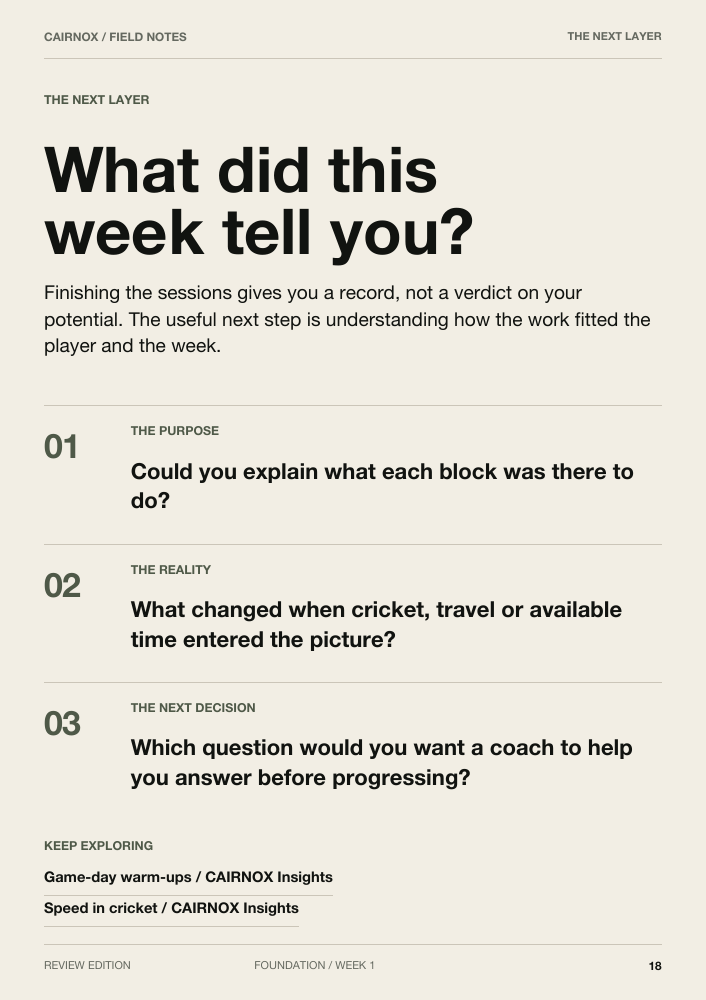 CAIRNOX / FIELD NOTES
THE NEXT LAYER
THE NEXT LAYER
What did this
week tell you?
Finishing the sessions gives you a record, not a verdict on your
potential. The useful next step is understanding how the work fitted the
player and the week.
01
THE PURPOSE
Could you explain what each block was there to
do?
02
THE REALITY
What changed when cricket, travel or available
time entered the picture?
03
THE NEXT DECISION
Which question would you want a coach to help
you answer before progressing?
KEEP EXPLORING
Game-day warm-ups / CAIRNOX Insights
Speed in cricket / CAIRNOX Insights
REVIEW EDITION
FOUNDATION / WEEK 1
18